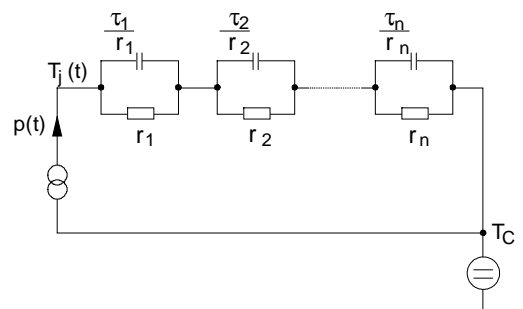 τ1/r1 τ2/r2 τn/rn
Tj (t)
r1 r2 rn
p(t)
TC